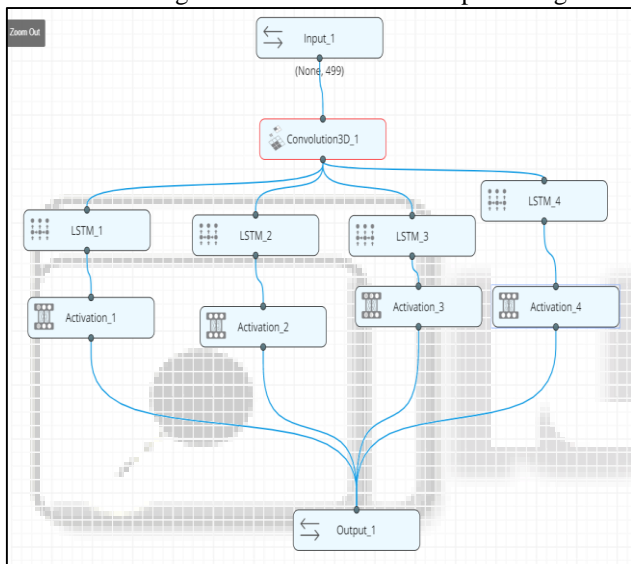 Zoom Out
Input_1
(None, 499)
Convolution3D_1
LSTM_1
LSTM_2
LSTM_3
LSTM_4
Activation_1
Activation_2
Activation_3
Activation_4
Output_1